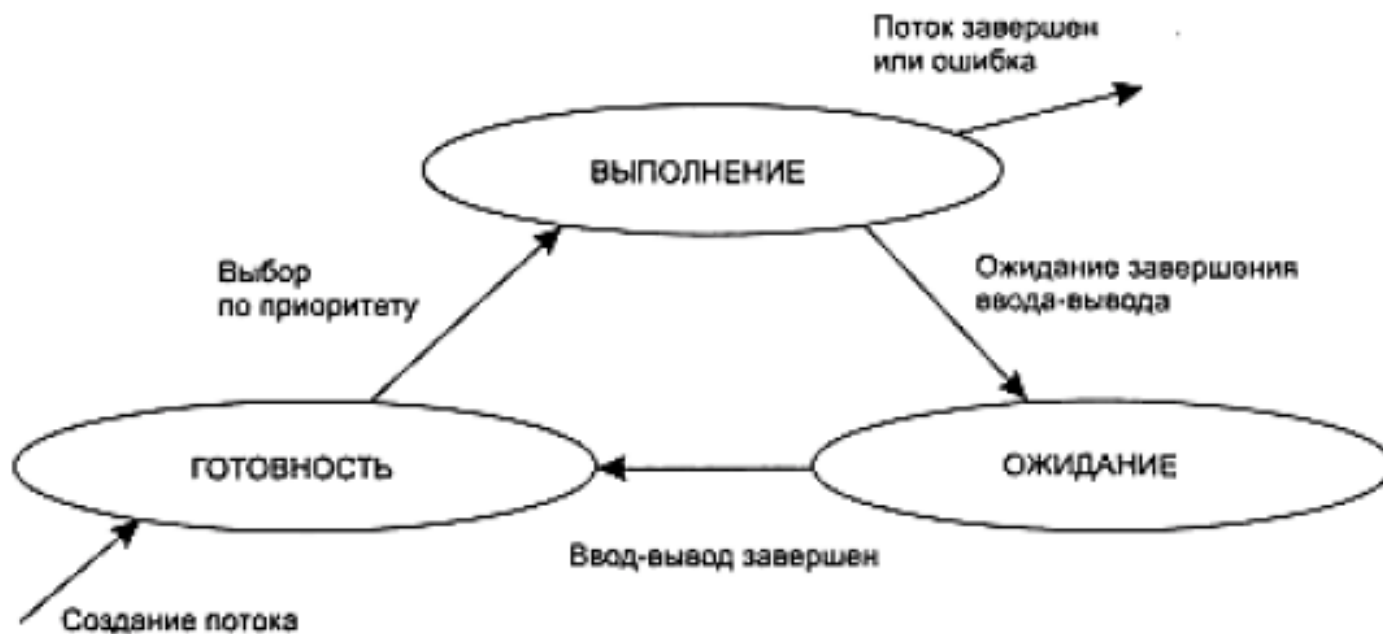 Поток завершен
или ошибка
ВЫПОЛНЕНИЕ
Выбор
по приоритету
Ожидание завершения
ввода-вывода
ГОТОВНОСТЬ
ОЖИДАНИЕ
Ввод-вывод завершен
Создание потока